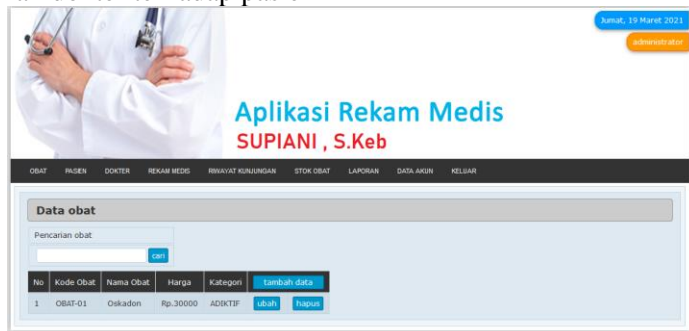 Jumat, 19 Maret 2021
administrator
Aplikasi Rekam Medis
SUPIANI , S.Keb
OBAT PASIEN DOKTER REKAM MEDIS RIWAYAT KUNJUNGAN STOK OBAT LAPORAN DATA AKUN KELUAR
Data obat
Pencarian obat
cari
No Kode Obat Nama Obat Harga Kategori tambah data
1 OBAT-01 Oskadon Rp.30000 ADIKTIF ubah hapus